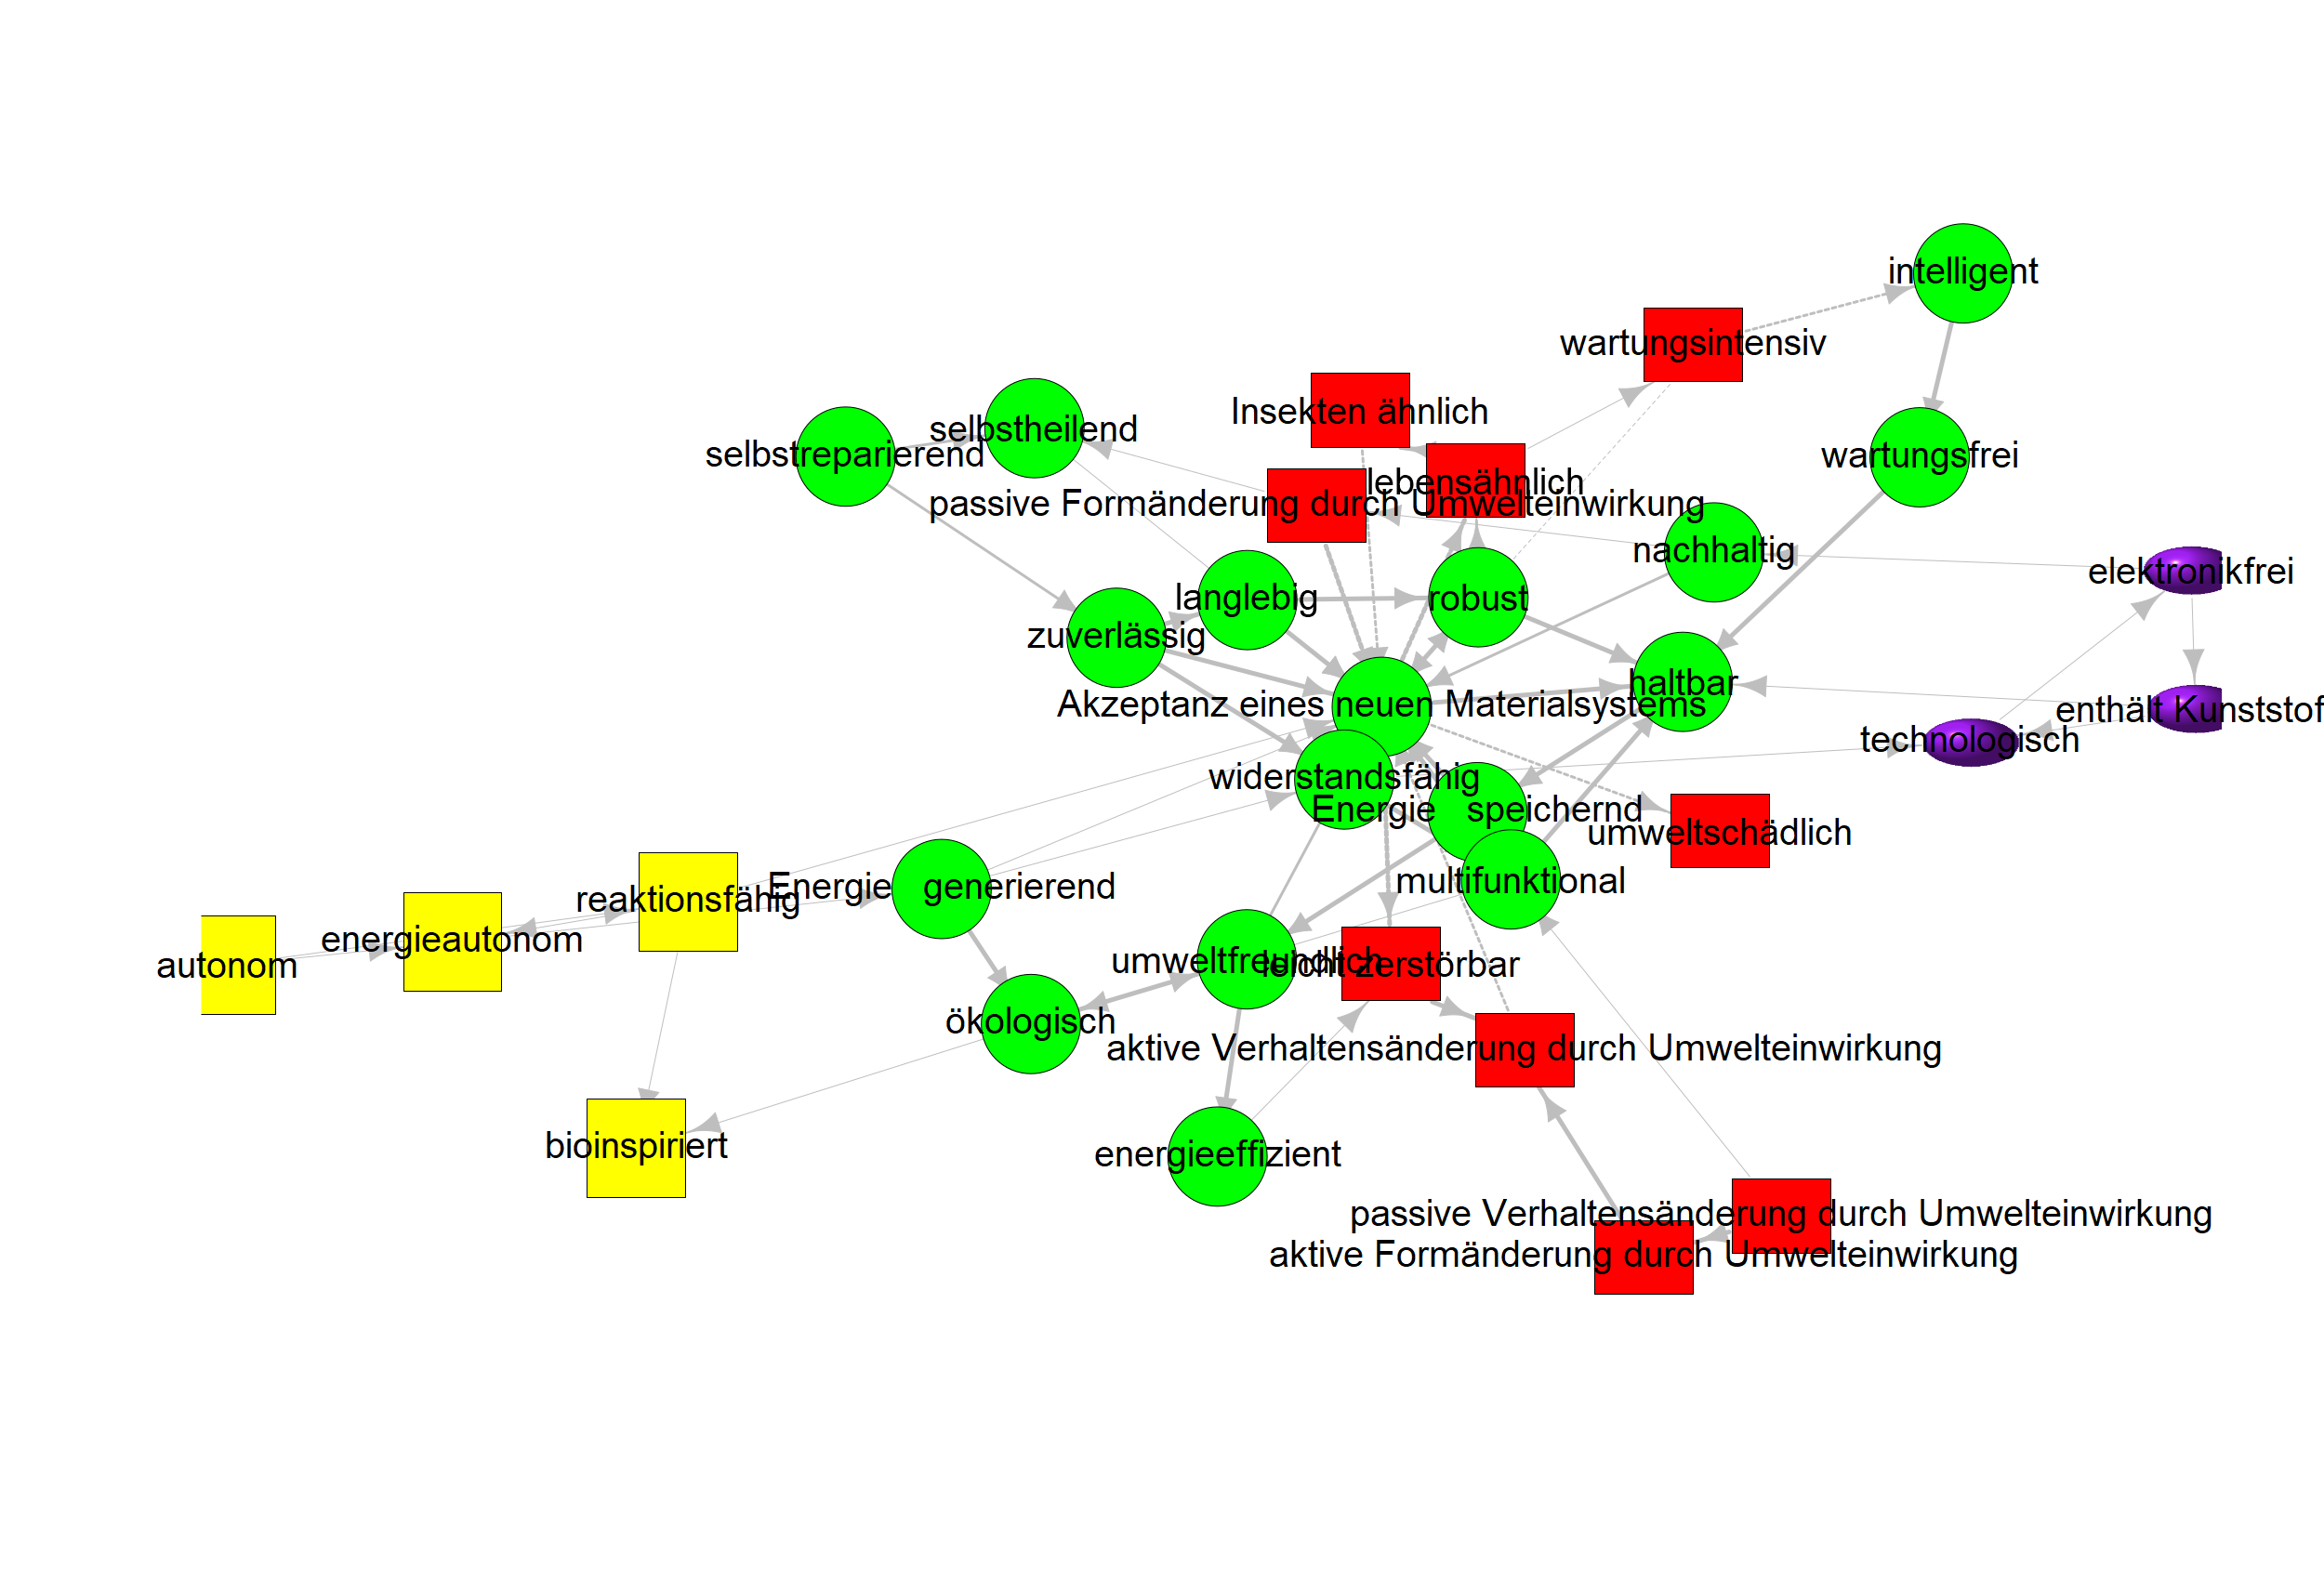 intelligent
wartungsintensiv
Insekten ähnlich
selbstheilend
selbstreparierend
wartungsfrei
lebensähnlich
passive Formänderung durch Umwelteinwirkung
nachhaltig
elektronikfrei
langlebig
robust
zuverlässig
haltbar
Akzeptanz eines neuen Materialsystems
enthält Kunststof
technologisch
widerstandsfähig
Energie speichernd
umweltschädlich
multifunktional
Energie generierend
reaktionsfähig
energieautonom
autonom
umweltfreundlich
leicht zerstörbar
ökologisch
aktive Verhaltensänderung durch Umwelteinwirkung
bioinspiriert
energieeffizient
passive Verhaltensänderung durch Umwelteinwirkung
aktive Formänderung durch Umwelteinwirkung